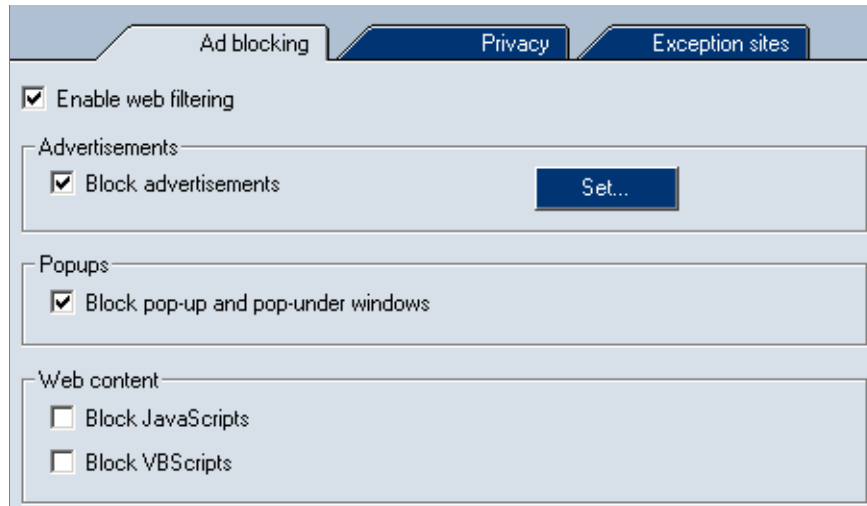 Ad blocking Privacy Exception sites
Enable web filtering
Advertisements
Block advertisements Set...
Popups
Block pop-up and pop-under windows
Web content
Block JavaScripts
Block VBScripts